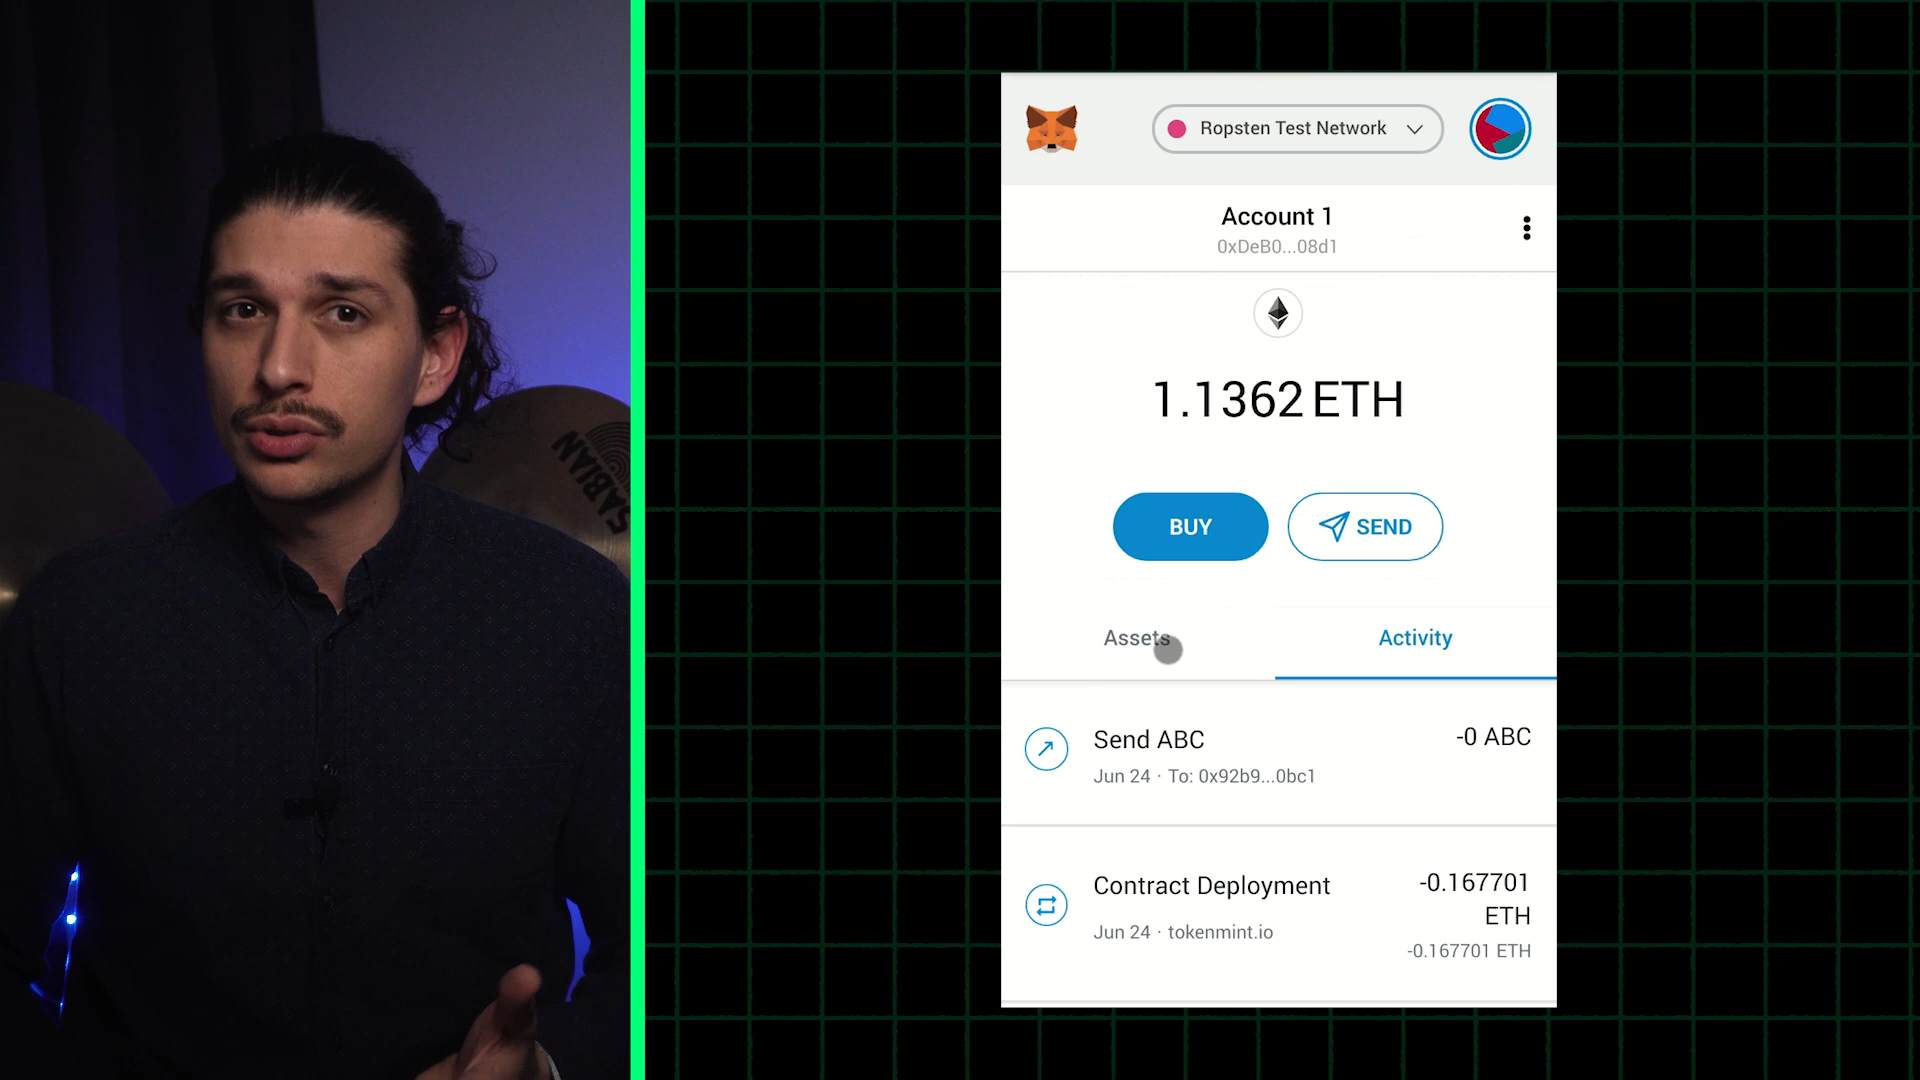 SABIAN
Ropsten Test Network
Account 1
0xDeB0...08d1
1.1362 ETH
BUY
SEND
Assets
Activity
Send ABC
-0 ABC
Jun 24 · To: 0x92b9...0bc1
Contract Deployment
-0.167701
ETH
Jun 24 · tokenmint.io
-0.167701 ETH